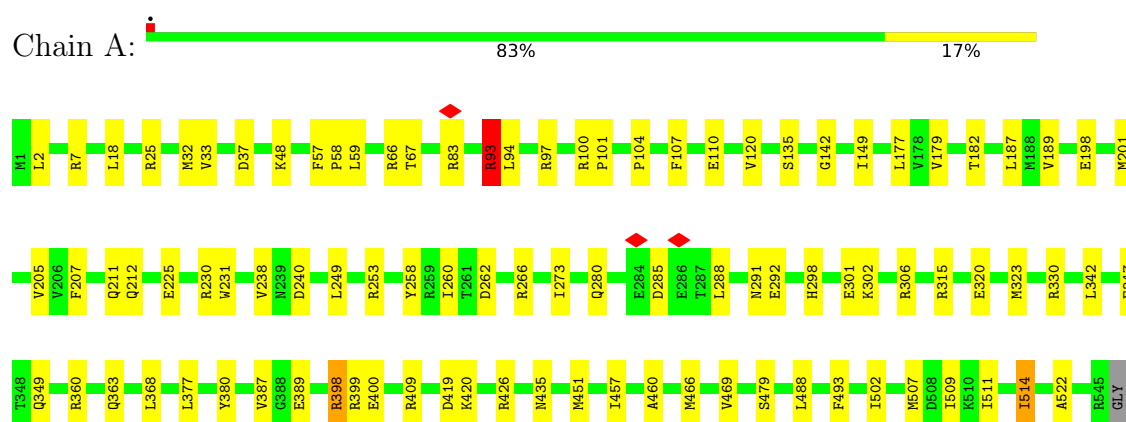 Chain A:
83% 17%
M1 L2 R7 L18 R25 M32 V33 D37 K48 F57 P58 L59 R66 T67 R83 R93 L94 R97 R100 P101 P104 F107 E110 V120 S135 G142 I149 L177 V178 V179 T182 L187 M188 V189 E198 M201
V205 V206 F207 Q211 Q212 E225 R230 W231 V238 N239 D240 L249 R253 Y258 R259 I260 T261 D262 R266 I273 Q280 E284 D285 E286 T287 L288 N291 E292 H298 E301 K302 R306 R315 E320 M323 R330 L342
T348 Q349 R360 Q363 L368 L377 Y380 V387 G388 E389 R398 R399 E400 R409 D419 K420 R426 N435 M451 I457 A460 M466 V469 S479 L488 F493 I502 M507 D508 I509 K510 I511 I514 A522 R545 GLY